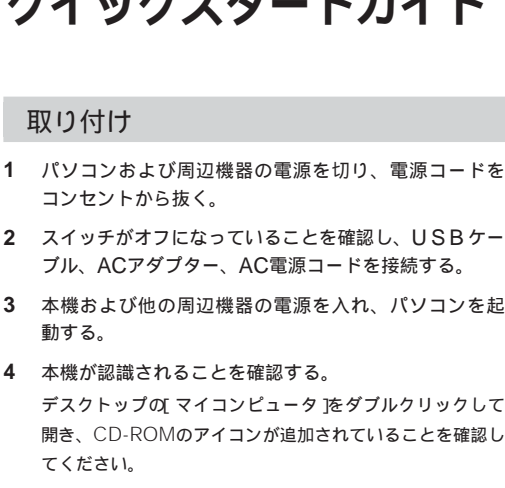 クイックスタートガイド
取り付け
1 パソコンおよび周辺機器の電源を切り、電源コードを
コンセントから抜く。
2 スイッチがオフになっていることを確認し、USBケー
ブル、ACアダプター、AC電源コードを接続する。
3 本機および他の周辺機器の電源を入れ、パソコンを起
動する。
4 本機が認識されることを確認する。
デスクトップの[マイコンピュータ]をダブルクリックして
開き、CD-ROMのアイコンが追加されていることを確認し
てください。